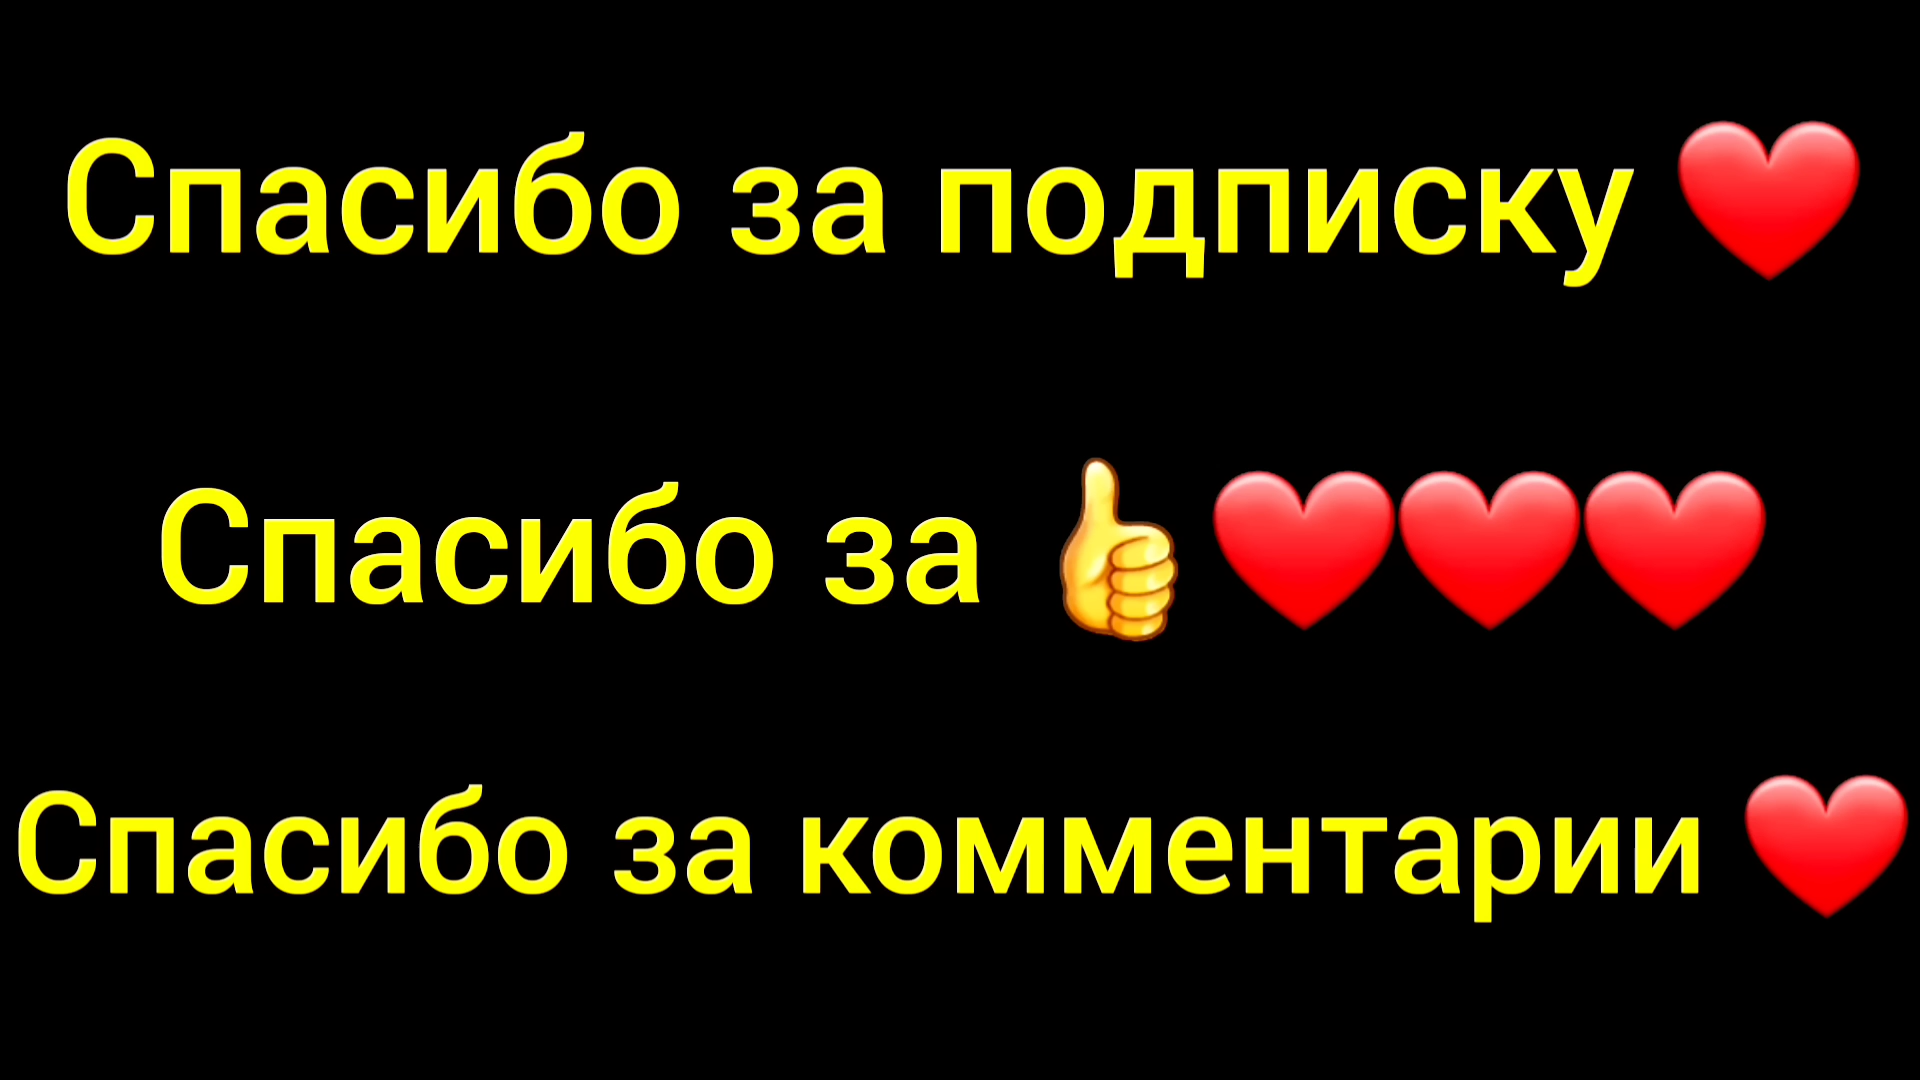 Спасибо за подписку ❤️
Спасибо за 👍❤️❤️❤️
Спасибо за комментарии ❤️